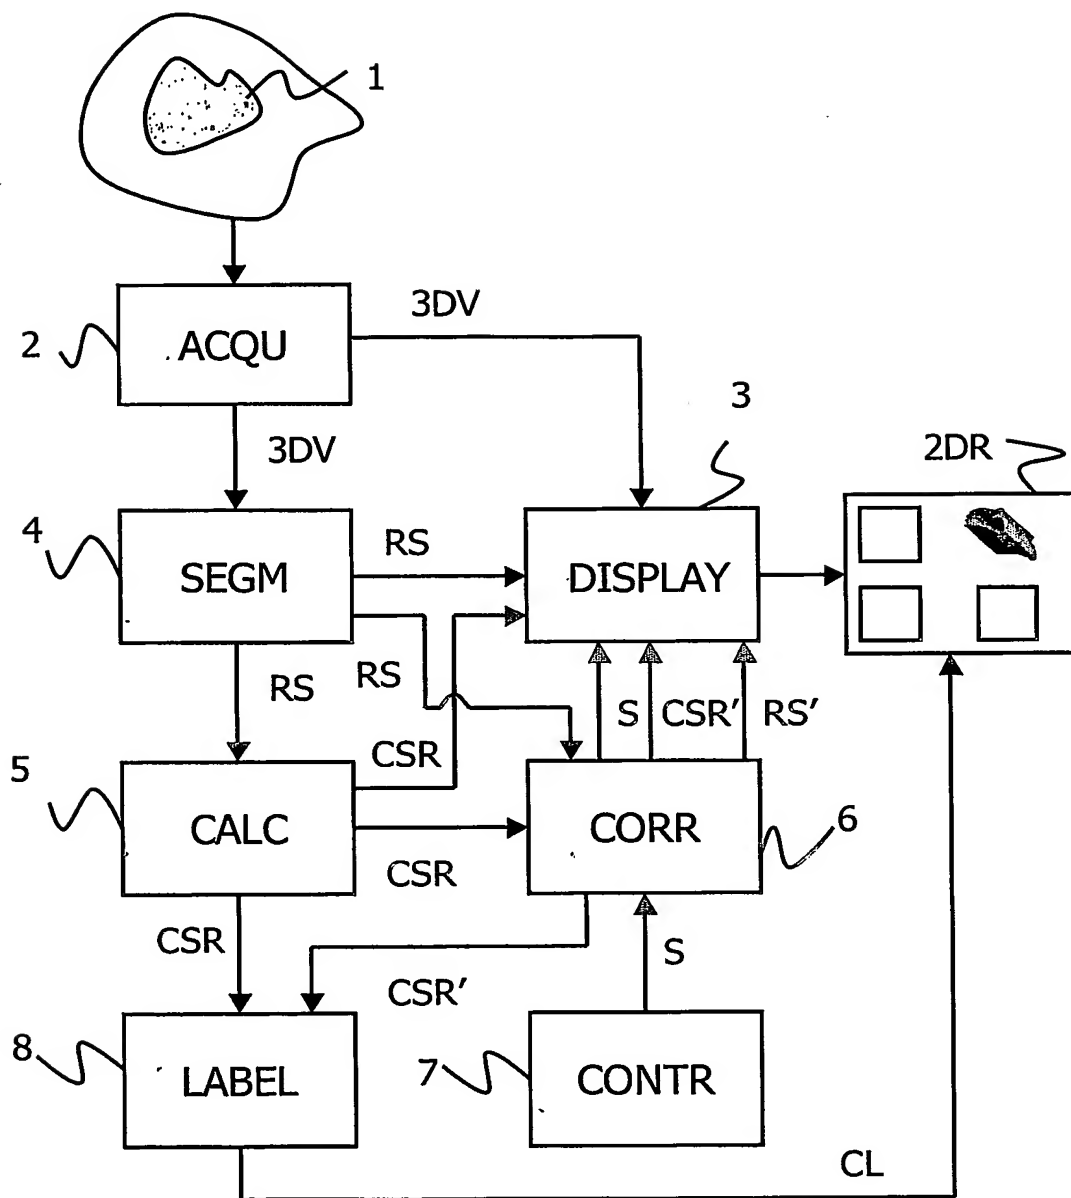 1
3DV
2
ACQU
3
3DV
2DR
4
RS
SEGM
DISPLAY
RS
RS
S
CSR'
RS'
5
CSR
CALC
CORR
6
CSR
CSR
S
CSR'
8
7
LABEL
CONTR
CL